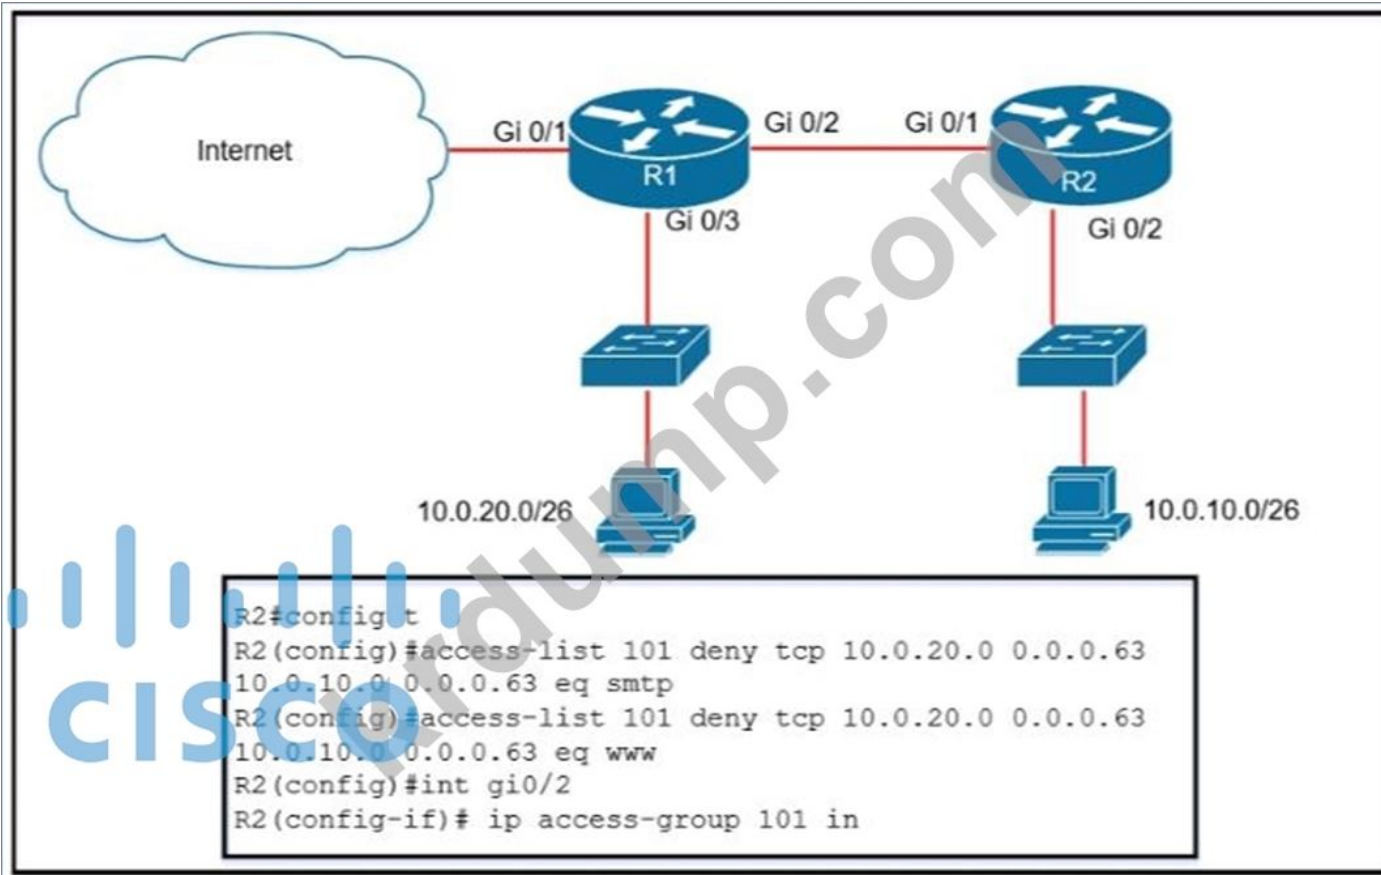 Internet
Gi 0/1
R1
Gi 0/2
Gi 0/1
R2
Gi 0/3
Gi 0/2
10.0.20.0/26
10.0.10.0/26
R2#config t
R2(config)#access-list 101 deny tcp 10.0.20.0 0.0.0.63
10.0.10.0 0.0.0.63 eq smtp
R2(config)#access-list 101 deny tcp 10.0.20.0 0.0.0.63
10.0.10.0 0.0.0.63 eq www
R2(config)#int gi0/2
R2(config-if)# ip access-group 101 in
CISCO
prdump.com